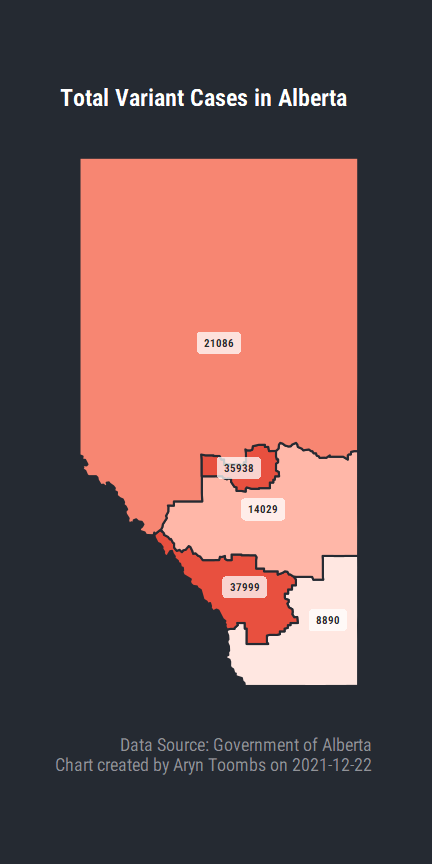 Total Variant Cases in Alberta
21086
35938
14029
37999
8890
Data Source: Government of Alberta
Chart created by Aryn Toombs on 2021-12-22